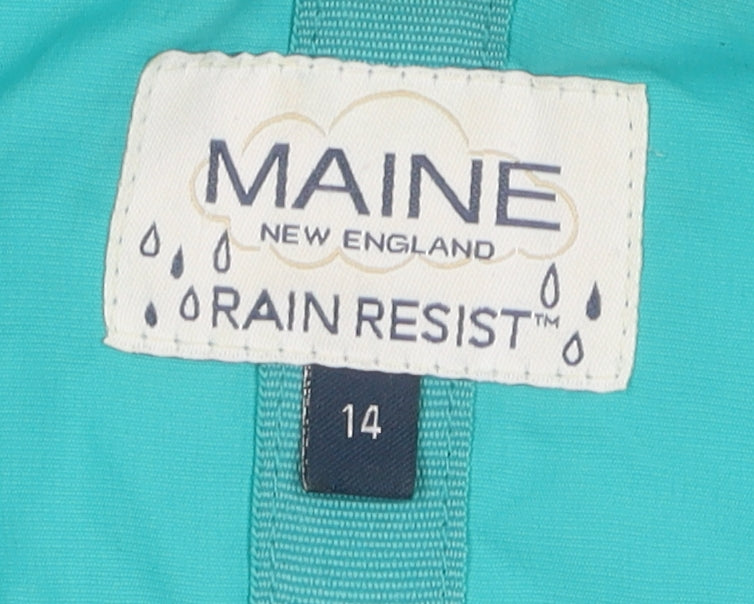 MAINE
NEW ENGLAND
RAIN RESIST™
14